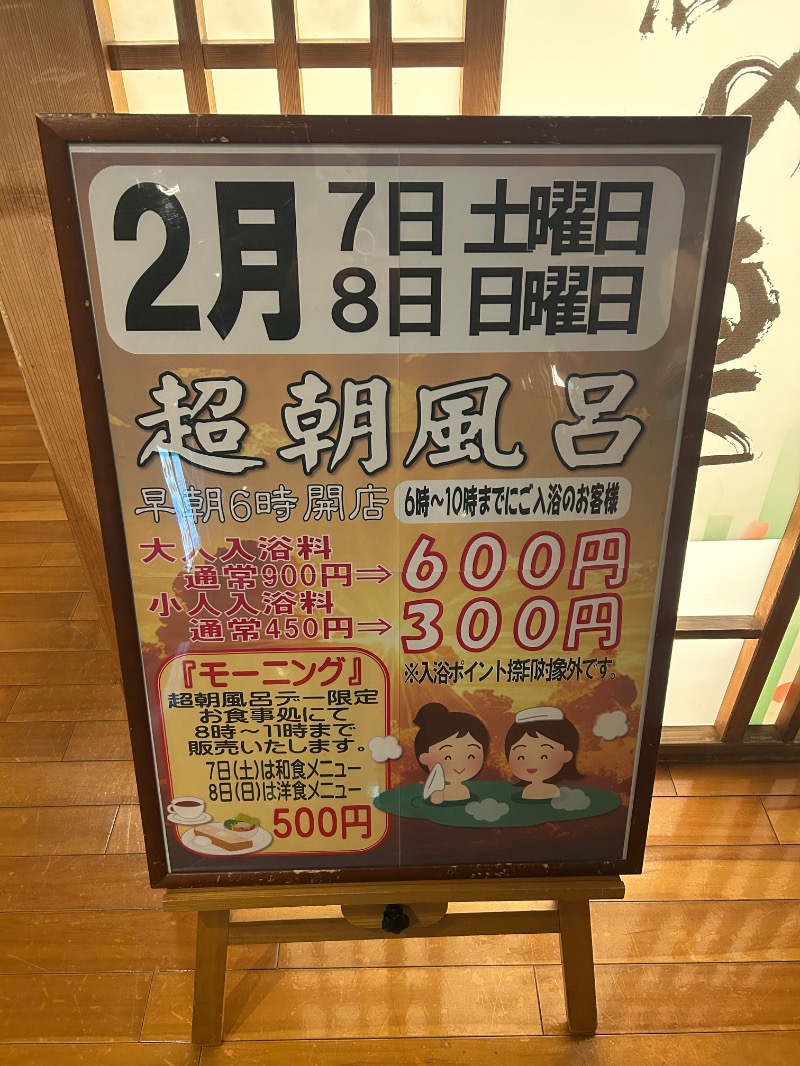 2月 7日 土曜日
8日 日曜日
超朝風呂
早朝6時開店
6時〜10時までにご入浴のお客様
大人入浴料
通常900円⇒600円
小人入浴料
通常450円⇒300円
※入浴ポイント捺印対象外です。
『モーニング』
超朝風呂デー限定
お食事処にて
8時〜11時まで
販売いたします。
7日(土)は和食メニュー
8日(日)は洋食メニュー
500円